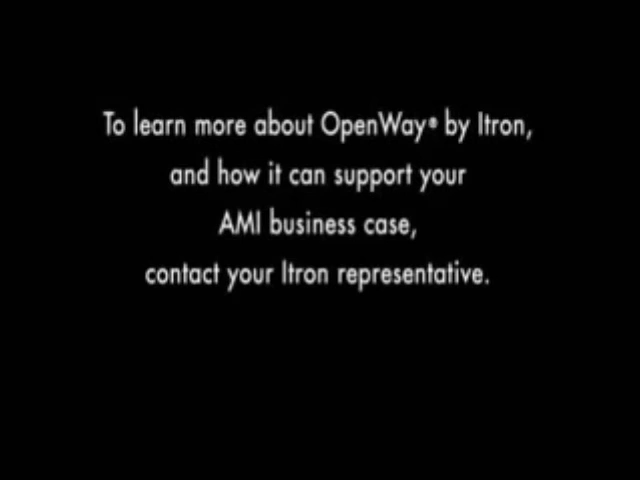 To learn more about OpenWay® by Itron,
and how it can support your
AMI business case,
contact your Itron representative.